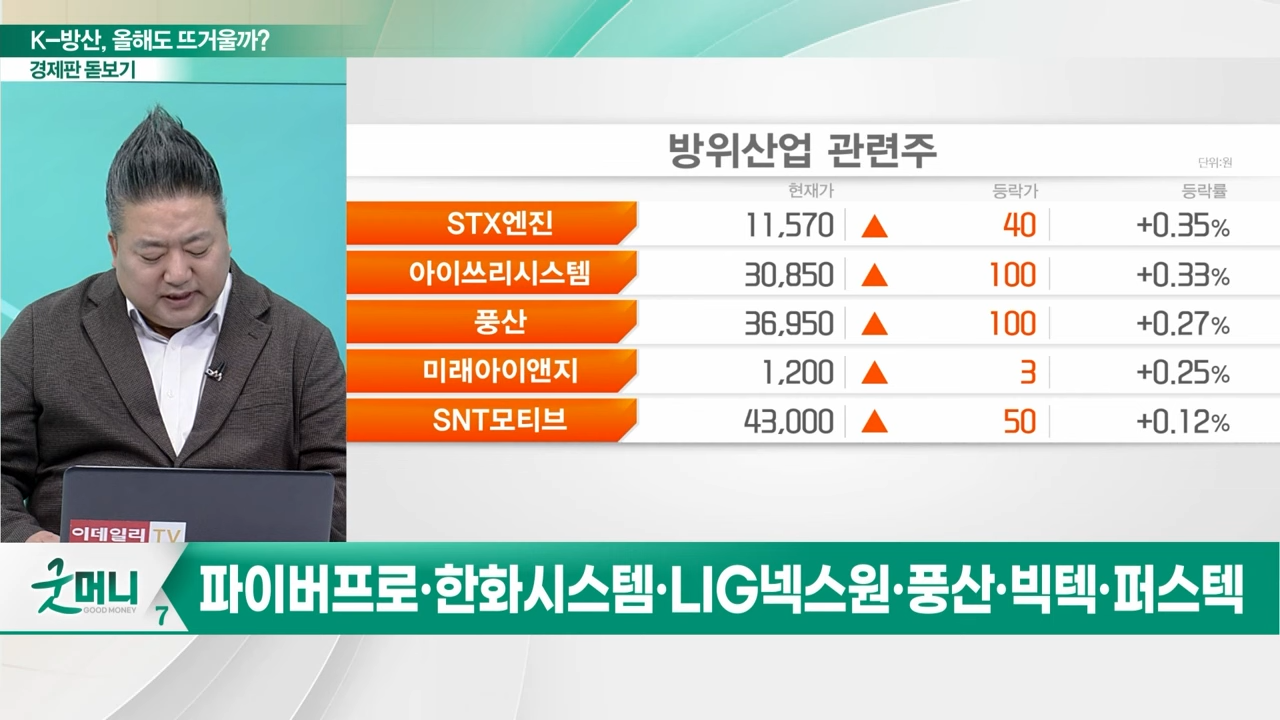 K-방산, 올해도 뜨거울까?
경제판 돋보기
방위산업 관련주
단위:원
현재가 등락가 등락률
STX엔진 11,570 ▲ 40 +0.35%
아이쓰리시스템 30,850 ▲ 100 +0.33%
풍산 36,950 ▲ 100 +0.27%
미래아이앤지 1,200 ▲ 3 +0.25%
SNT모티브 43,000 ▲ 50 +0.12%
이데일리TV
굿머니
GOOD MONEY
7
파이버프로·한화시스템·LIG넥스원·풍산·빅텍·퍼스텍